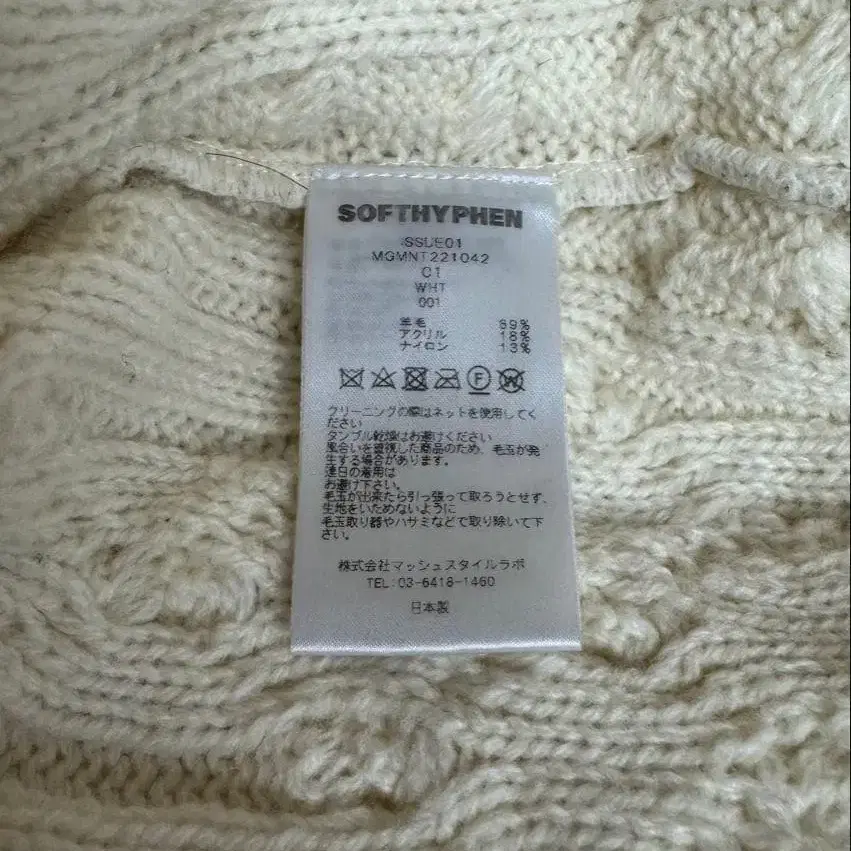 SOFTHYPHEN
SSUE01
MGMNT221042
C1
WHT
001
羊毛 69%
アクリル 18%
ナイロン 13%
F
W
クリーニングの際はネットを使用してく
ださい
タンブル乾燥はお避けください
風合いを重視した商品のため、毛玉が発
生する場合があります。
連日の着用は
お避け下さい。
毛玉が出来たら引っ張って取ろうとせず、
生地をいためないように
毛玉取り器やハサミなどで取り除いて下
さい。
株式会社マッシュスタイルラボ
TEL:03-6418-1460
日本製